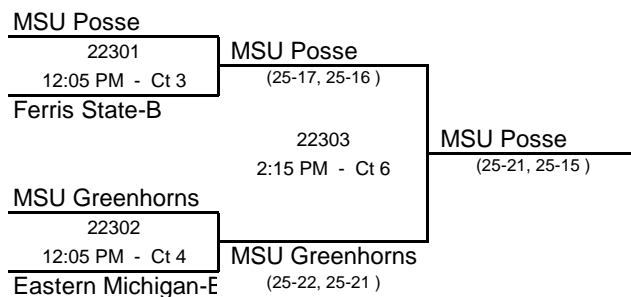 MSU Posse
22301
12:05 PM - Ct 3
Ferris State-B
MSU Posse
(25-17, 25-16 )
22303
2:15 PM - Ct 6
MSU Posse
(25-21, 25-15 )
MSU Greenhorns
22302
12:05 PM - Ct 4
Eastern Michigan-
MSU Greenhorns
(25-22, 25-21 )